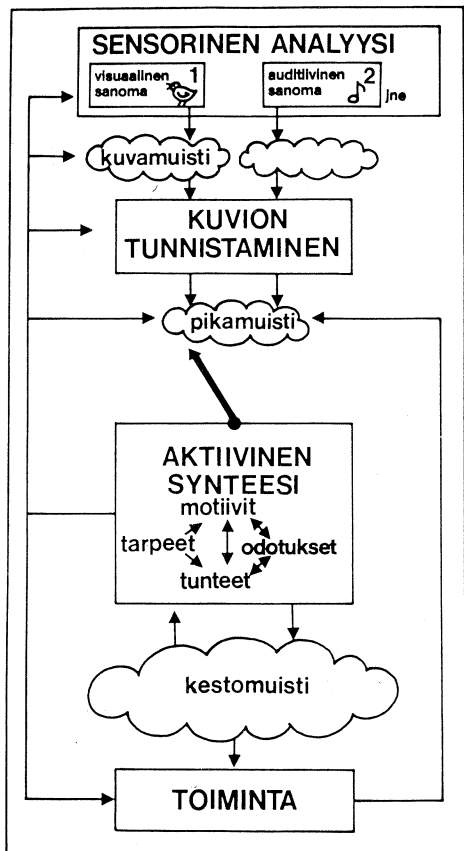 SENSORINEN ANALYYSI
visuaalinen 1
sanoma
auditiivinen 2
sanoma
jne
kuvamuisti
KUVION
TUNNISTAMINEN
pikamuisti
AKTIIVINEN
SYNTEESI
motiivit
tarpeet
odotukset
tunteet
kestomuisti
TOIMINTA